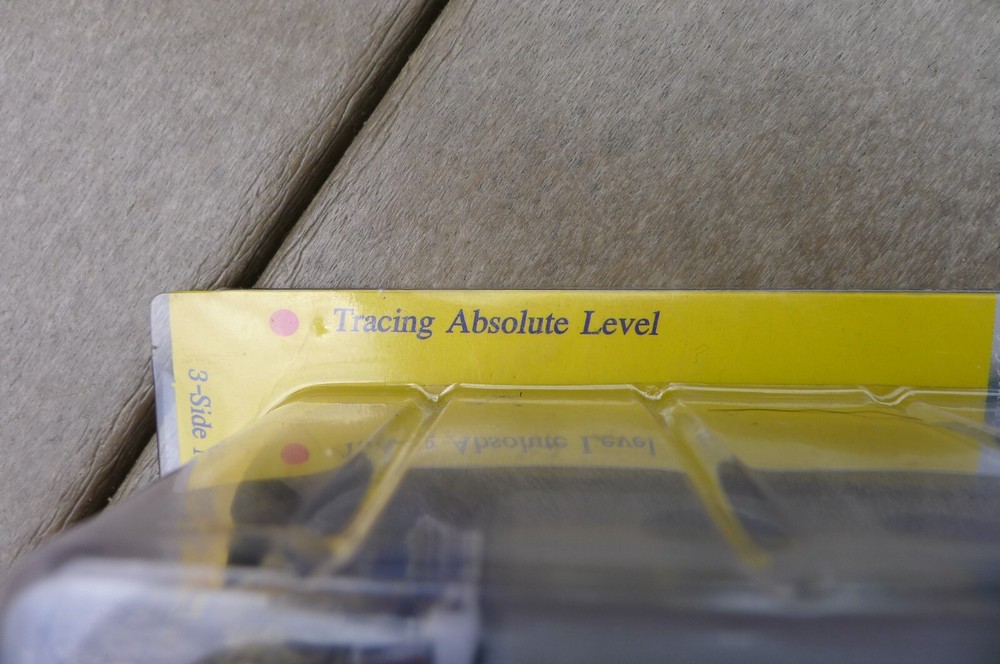 Tracing Absolute Level
3-Side